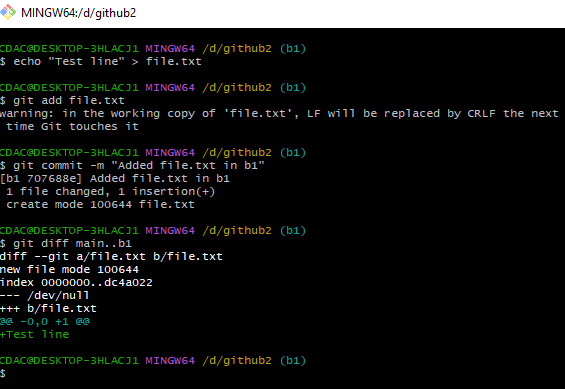 MINGW64:/d/github2
CDAC@DESKTOP-3HLACJ1 MINGW64 /d/github2 (b1)
$ echo "Test line" > file.txt
CDAC@DESKTOP-3HLACJ1 MINGW64 /d/github2 (b1)
$ git add file.txt
warning: in the working copy of 'file.txt', LF will be replaced by CRLF the next
time Git touches it
CDAC@DESKTOP-3HLACJ1 MINGW64 /d/github2 (b1)
$ git commit -m "Added file.txt in b1"
[b1 707688e] Added file.txt in b1
1 file changed, 1 insertion(+)
create mode 100644 file.txt
CDAC@DESKTOP-3HLACJ1 MINGW64 /d/github2 (b1)
$ git diff main..b1
diff --git a/file.txt b/file.txt
new file mode 100644
index 0000000..dc4a022
--- /dev/null
+++ b/file.txt
@@ -0,0 +1 @@
+Test line
CDAC@DESKTOP-3HLACJ1 MINGW64 /d/github2 (b1)
$